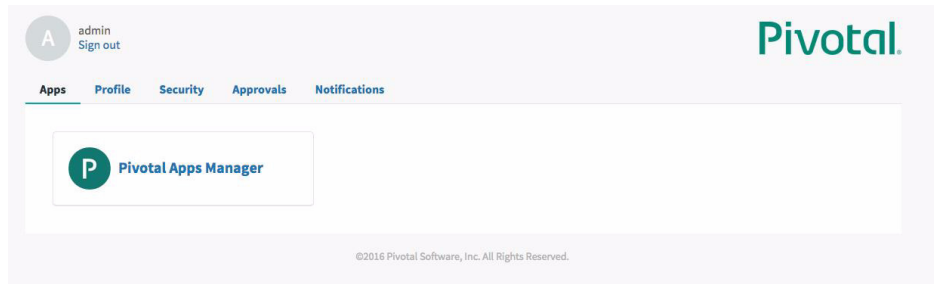 A
admin
Sign out
Pivotal.
Apps Profile Security Approvals Notifications
P Pivotal Apps Manager
©2016 Pivotal Software, Inc. All Rights Reserved.